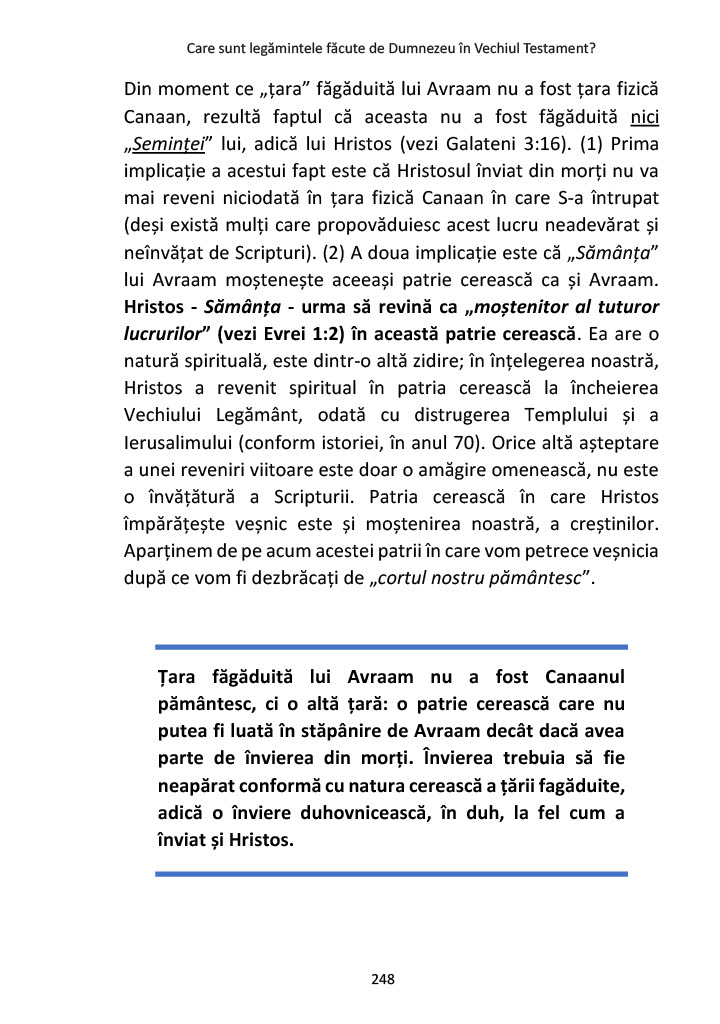 Care sunt legămintele făcute de Dumnezeu în Vechiul Testament?
Din moment ce „țara” făgăduită lui Avraam nu a fost țara fizică
Canaan, rezultă faptul că aceasta nu a fost făgăduită nici
„Seminței” lui, adică lui Hristos (vezi Galateni 3:16). (1) Prima
implicație a acestui fapt este că Hristosul înviat din morți nu va
mai reveni niciodată în țara fizică Canaan în care S-a întrupat
(deși există mulți care propovăduiesc acest lucru neadevărat și
neînvățat de Scripturi). (2) A doua implicație este că „Sămânța”
lui Avraam moștenește aceeași patrie cerească ca și Avraam.
Hristos - Sămânța - urma să revină ca „moștenitor al tuturor
lucrurilor” (vezi Evrei 1:2) în această patrie cerească. Ea are o
natură spirituală, este dintr-o altă zidire; în înțelegerea noastră,
Hristos a revenit spiritual în patria cerească la încheierea
Vechiului Legământ, odată cu distrugerea Templului și a
Ierusalimului (conform istoriei, în anul 70). Orice altă așteptare
a unei reveniri viitoare este doar o amăgire omenească, nu este
o învățătură a Scripturii. Patria cerească în care Hristos
împărățește veșnic este și moștenirea noastră, a creștinilor.
Aparținem de pe acum acestei patrii în care vom petrece veșnicia
după ce vom fi dezbrăcați de „cortul nostru pământesc”.
Țara făgăduită lui Avraam nu a fost Canaanul
pământesc, ci o altă țară: o patrie cerească care nu
putea fi luată în stăpânire de Avraam decât dacă avea
parte de învierea din morți. Învierea trebuia să fie
neapărat conformă cu natura cerească a țării fagăduite,
adică o înviere duhovnicească, în duh, la fel cum a
înviat și Hristos.
248